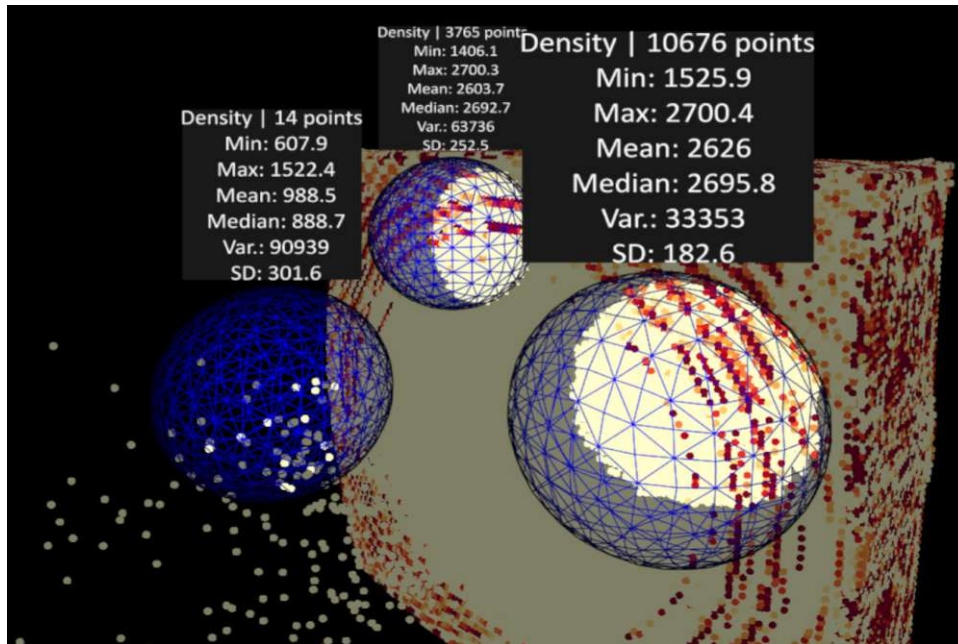 Density | 14 points
Min: 607.9
Max: 1522.4
Mean: 988.5
Median: 888.7
Var.: 90939
SD: 301.6
Density | 3765 points
Min: 1406.1
Max: 2700.3
Mean: 2603.7
Median: 2692.7
Var.: 63736
SD: 252.5
Density | 10676 points
Min: 1525.9
Max: 2700.4
Mean: 2626
Median: 2695.8
Var.: 33353
SD: 182.6